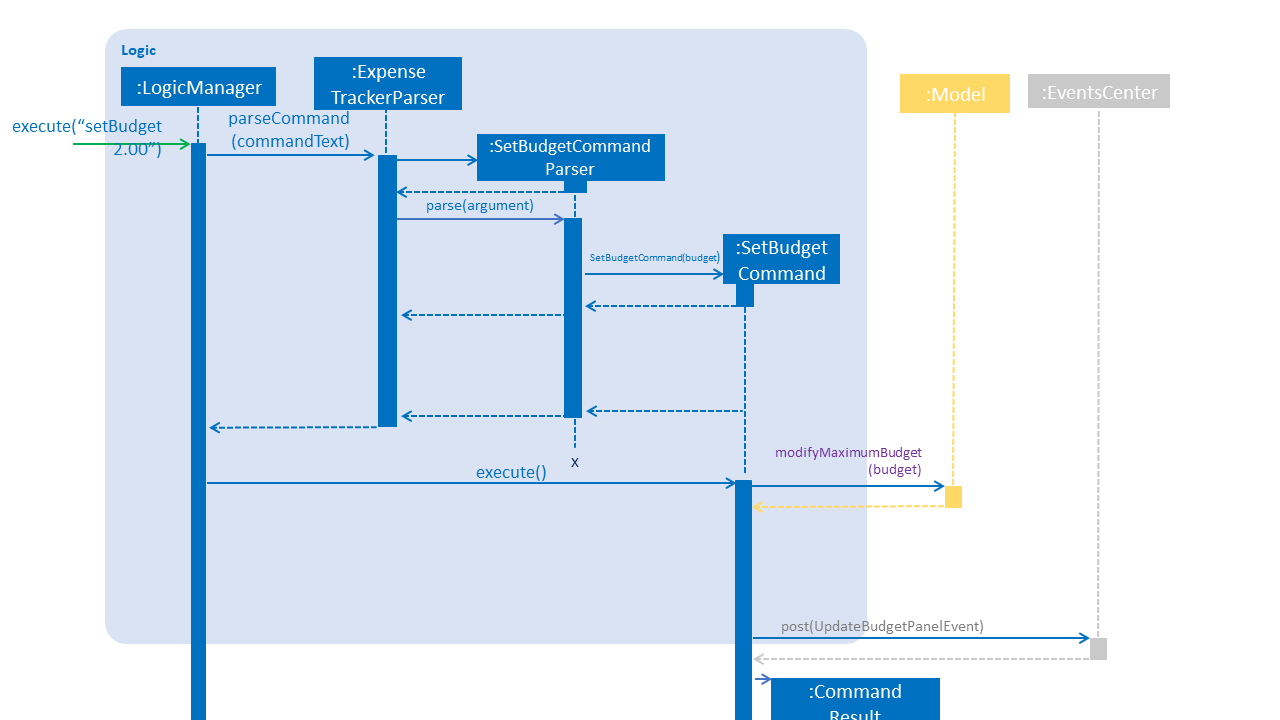 Logic
:LogicManager
:Expense
TrackerParser
:Model
:EventsCenter
execute(“setBudget
2.00”)
parseCommand
(commandText)
:SetBudgetCommand
Parser
parse(argument)
:SetBudget
Command
SetBudgetCommand(budget)
x
execute()
modifyMaximumBudget
(budget)
post(UpdateBudgetPanelEvent)
:Command
Result